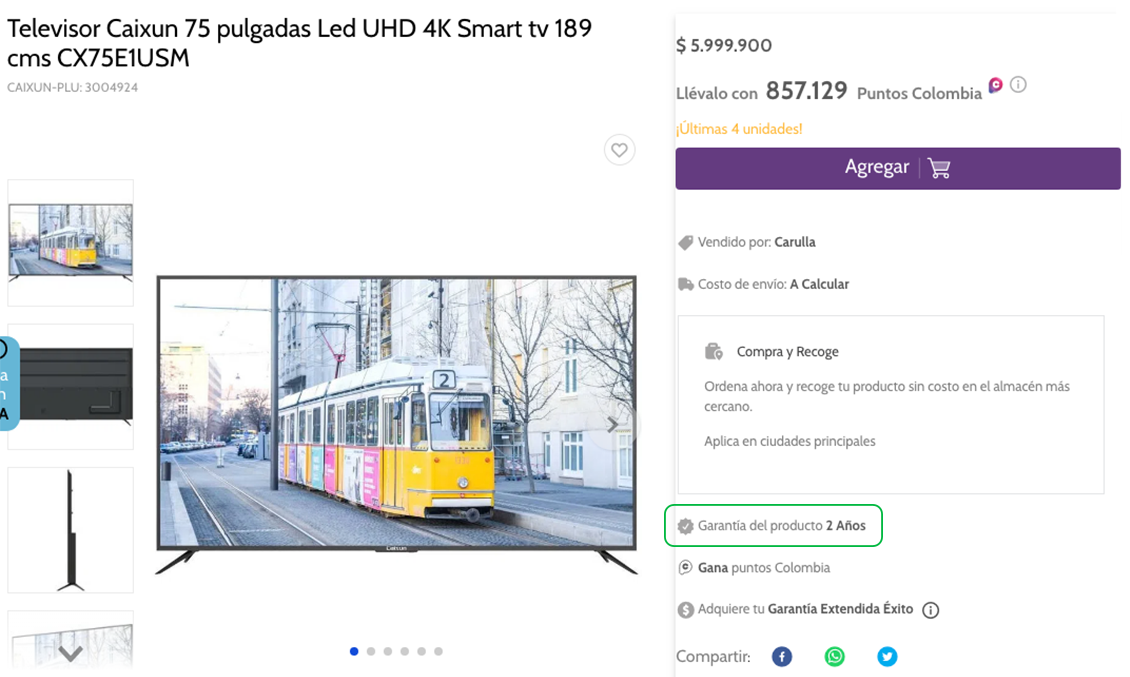 Televisor Caixun 75 pulgadas Led UHD 4K Smart tv 189
cms CX75E1USM
CAIXUN-PLU: 3004924
$ 5.999.900
Llévalo con 857.129 Puntos Colombia
¡Últimas 4 unidades!
Agregar
Vendido por: Carulla
Costo de envío: A Calcular
Compra y Recoge
Ordena ahora y recoge tu producto sin costo en el almacén más
cercano.
Aplica en ciudades principales
Garantía del producto 2 Años
Gana puntos Colombia
Adquiere tu Garantía Extendida Éxito
Compartir:
2
Caixun
a
n
A